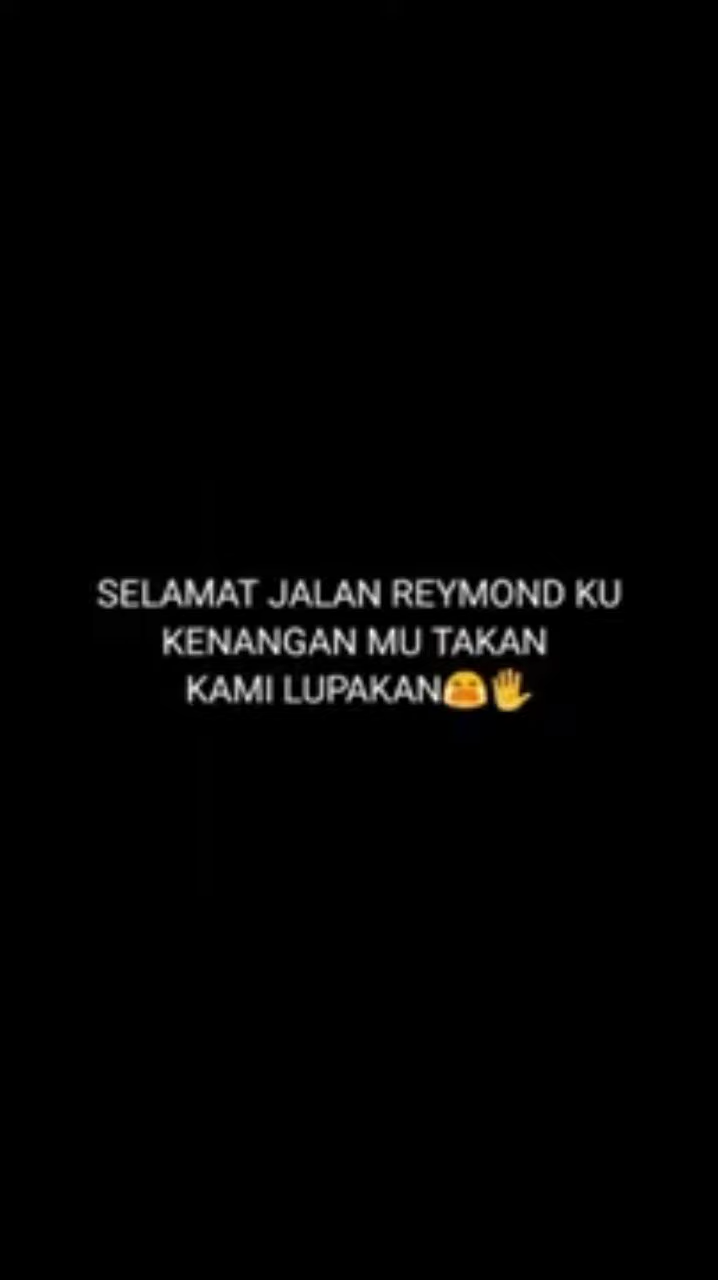 SELAMAT JALAN REYMOND KU
KENANGAN MU TAKAN
KAMI LUPAKAN😫🖐